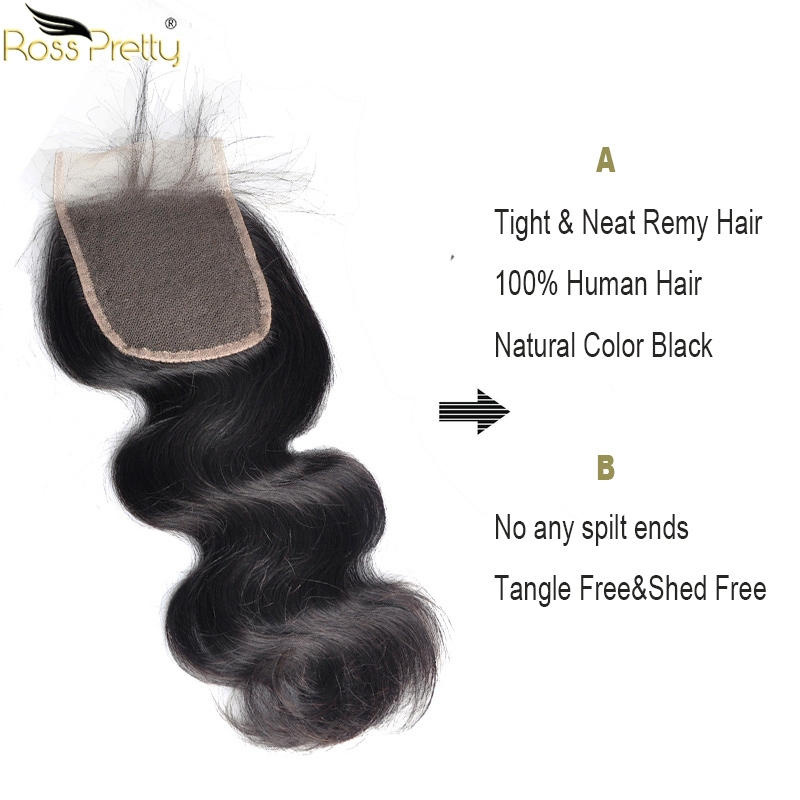 Ross Pretty®
A
Tight & Neat Remy Hair
100% Human Hair
Natural Color Black
B
No any spilt ends
Tangle Free&Shed Free